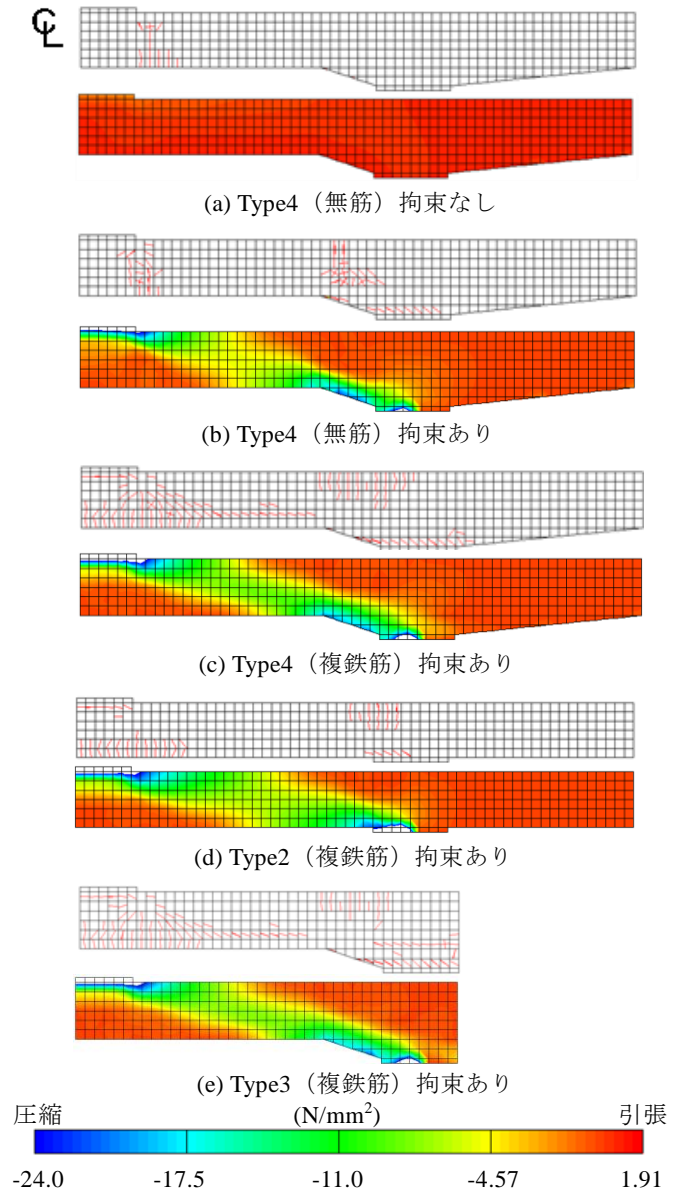 ℄
(a) Type4（無筋）拘束なし
(b) Type4（無筋）拘束あり
(c) Type4（複鉄筋）拘束あり
(d) Type2（複鉄筋）拘束あり
(e) Type3（複鉄筋）拘束あり
圧縮 (N/mm²) 引張
-24.0 -17.5 -11.0 -4.57 1.91